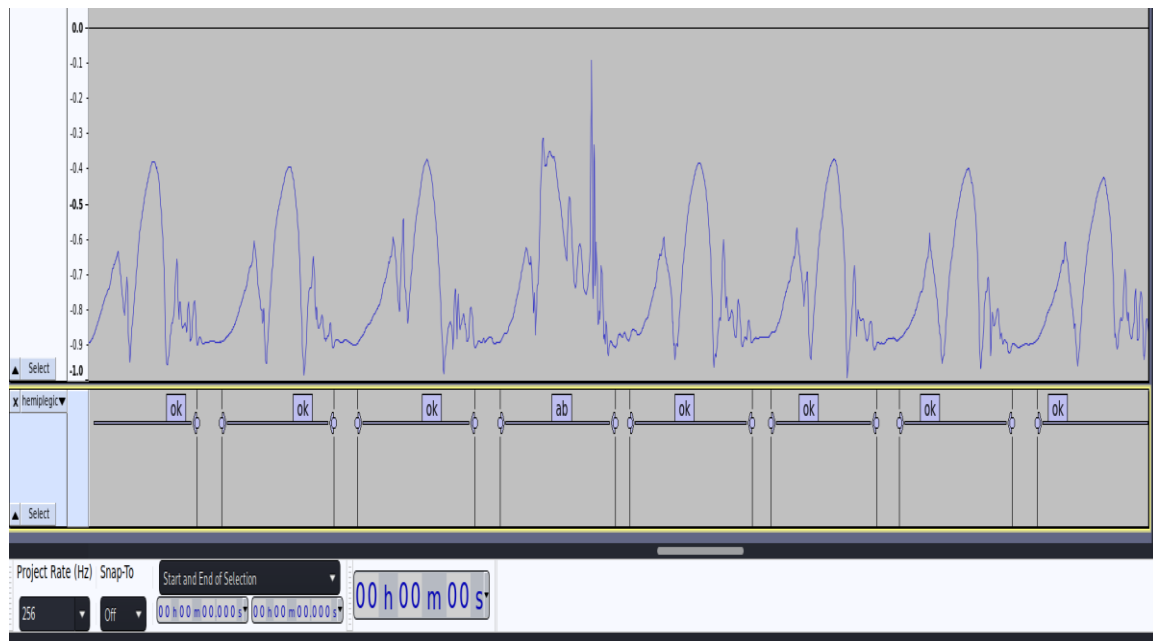 0.0
-0.1
-0.2
-0.3
-0.4
-0.5
-0.6
-0.7
-0.8
-0.9
▲ Select -1.0
x hemiplegic▼
ok ok ok ab ok ok ok ok
▲ Select
Project Rate (Hz) Snap-To
Start and End of Selection
256 Off 00 h 00 m 00.000 s 00 h 00 m 00.000 s 00 h 00 m 00 s